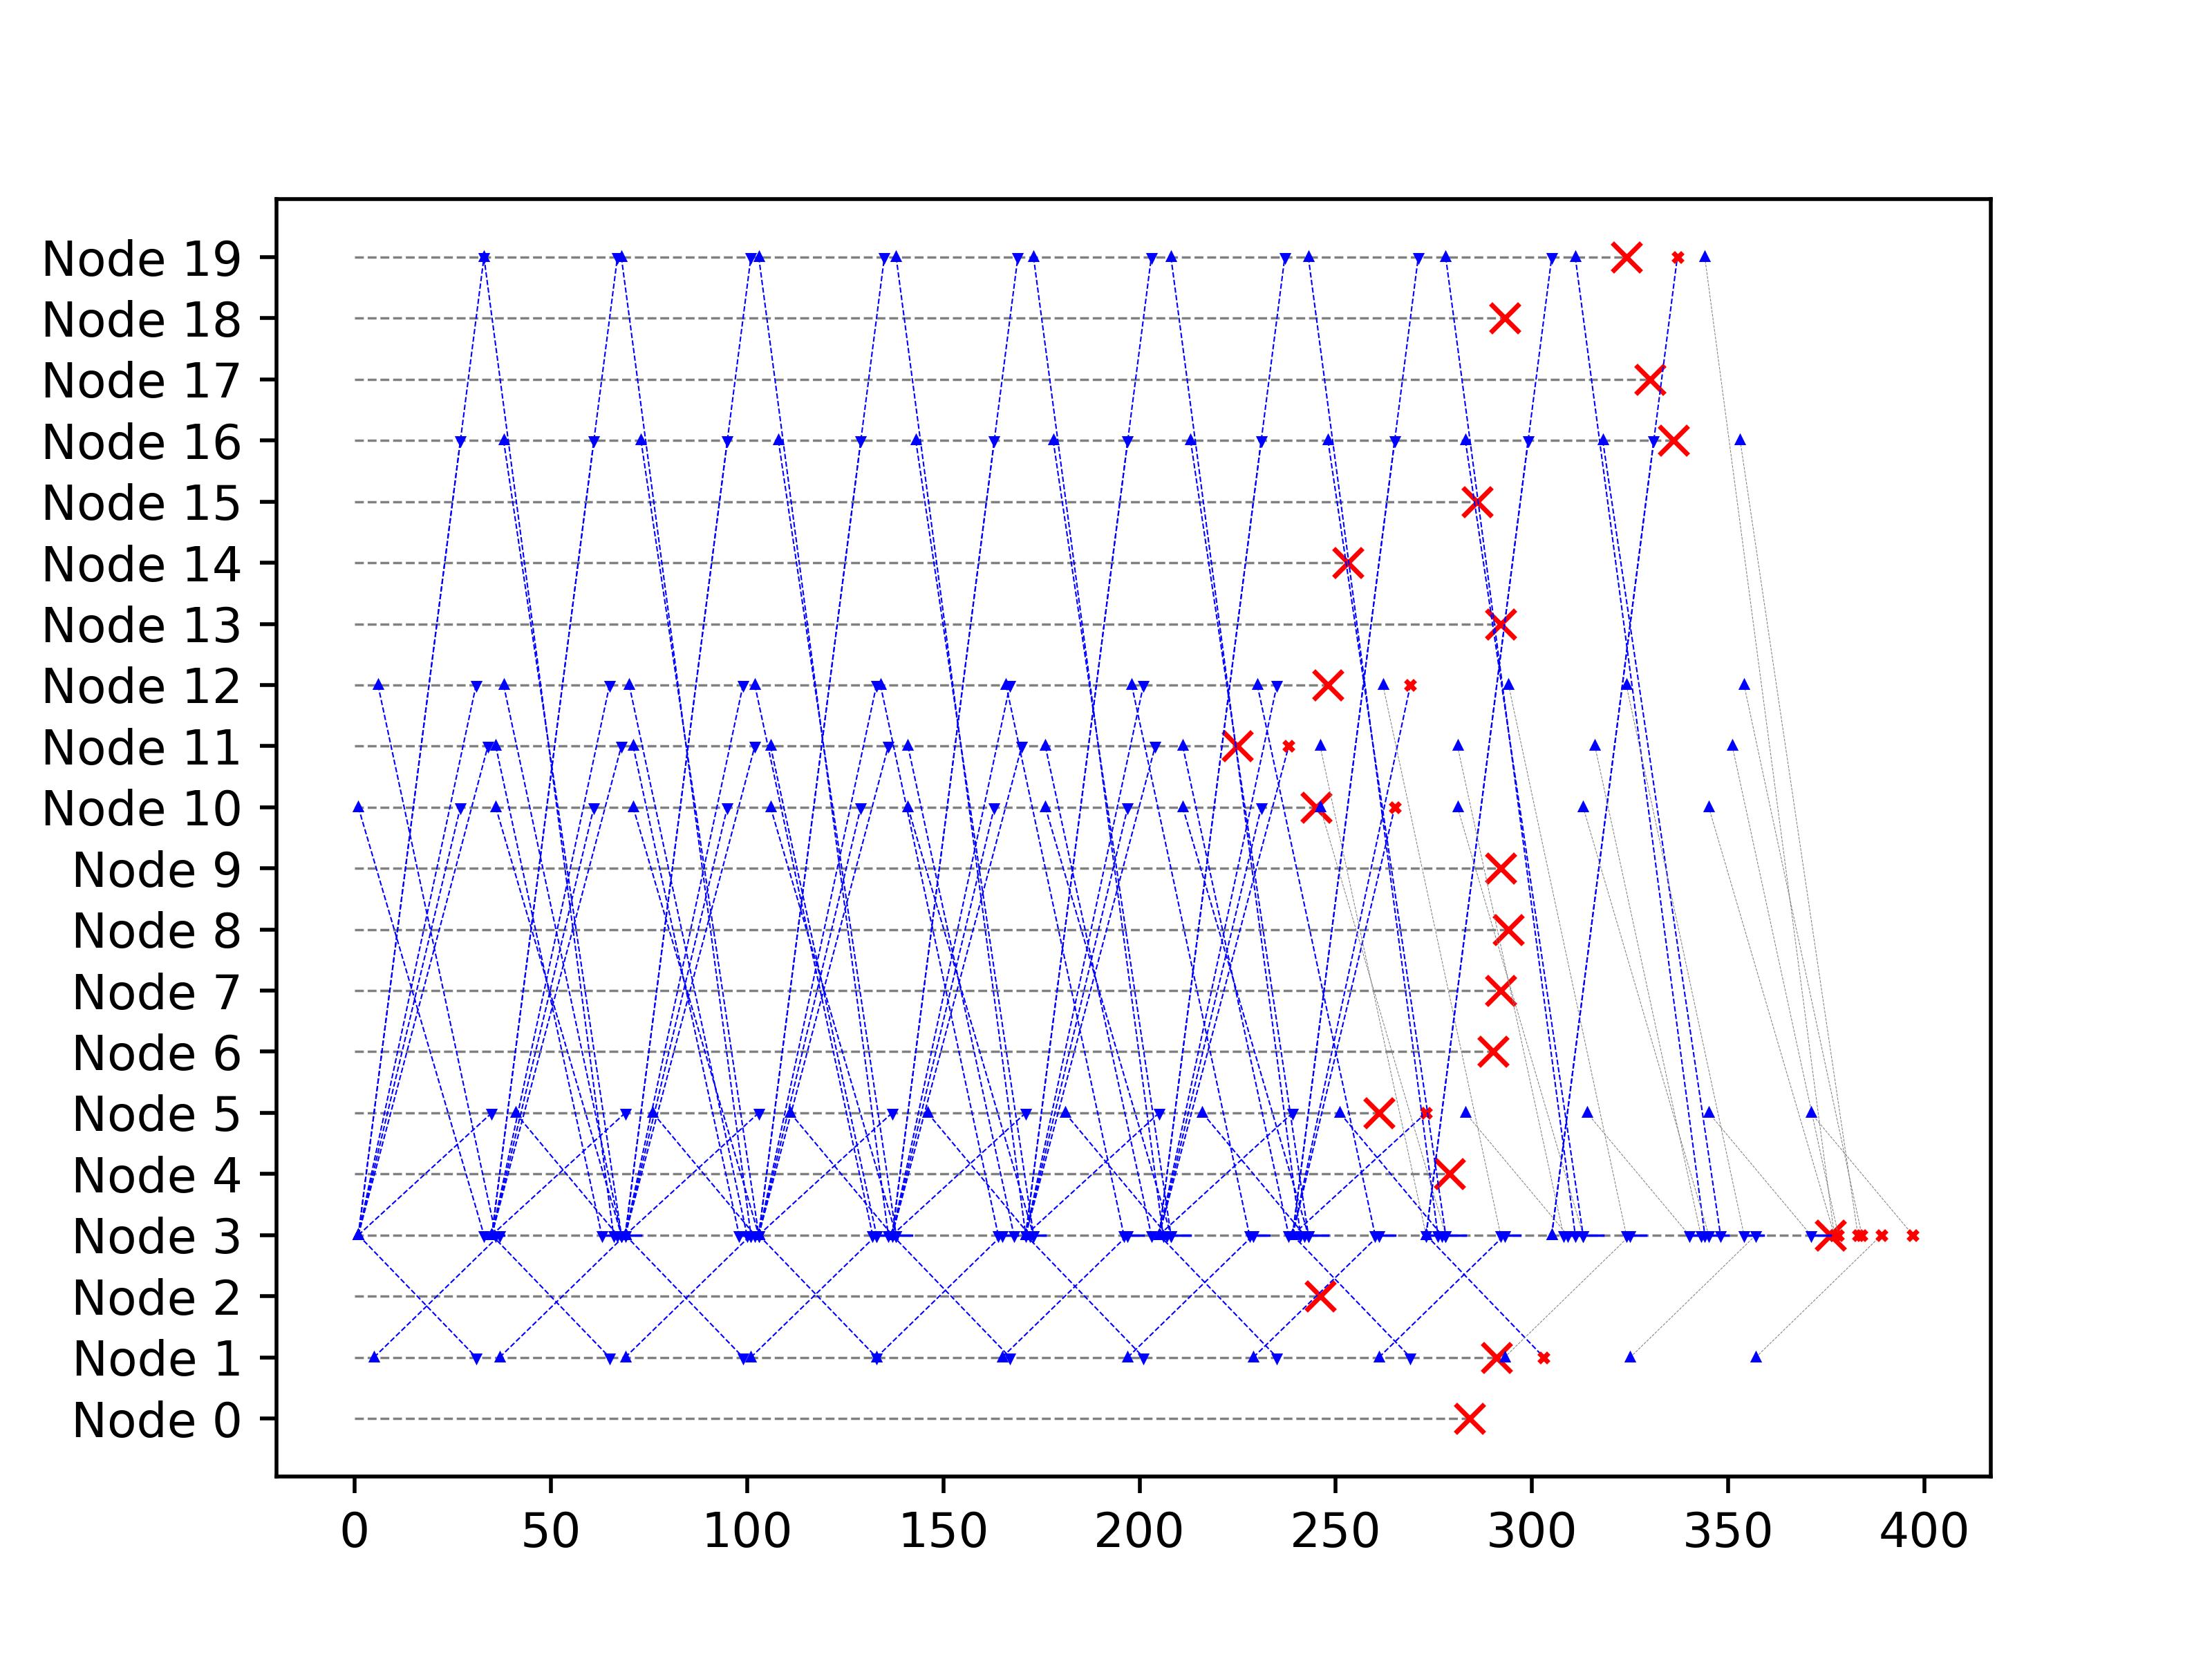 Node 19
Node 18
Node 17
Node 16
Node 15
Node 14
Node 13
Node 12
Node 11
Node 10
Node 9
Node 8
Node 7
Node 6
Node 5
Node 4
Node 3
Node 2
Node 1
Node 0
0 50 100 150 200 250 300 350 400